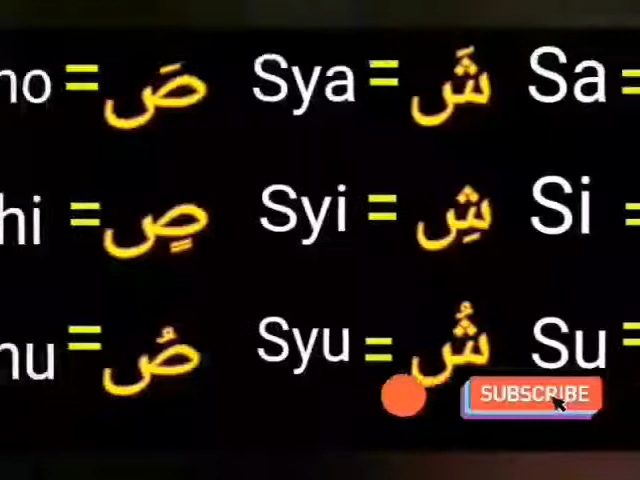 ho = صَ Sya = شَ Sa =
hi = صٍ Syi = شِ Si =
hu = صُ Syu = شُ Su =
SUBSCRIBE